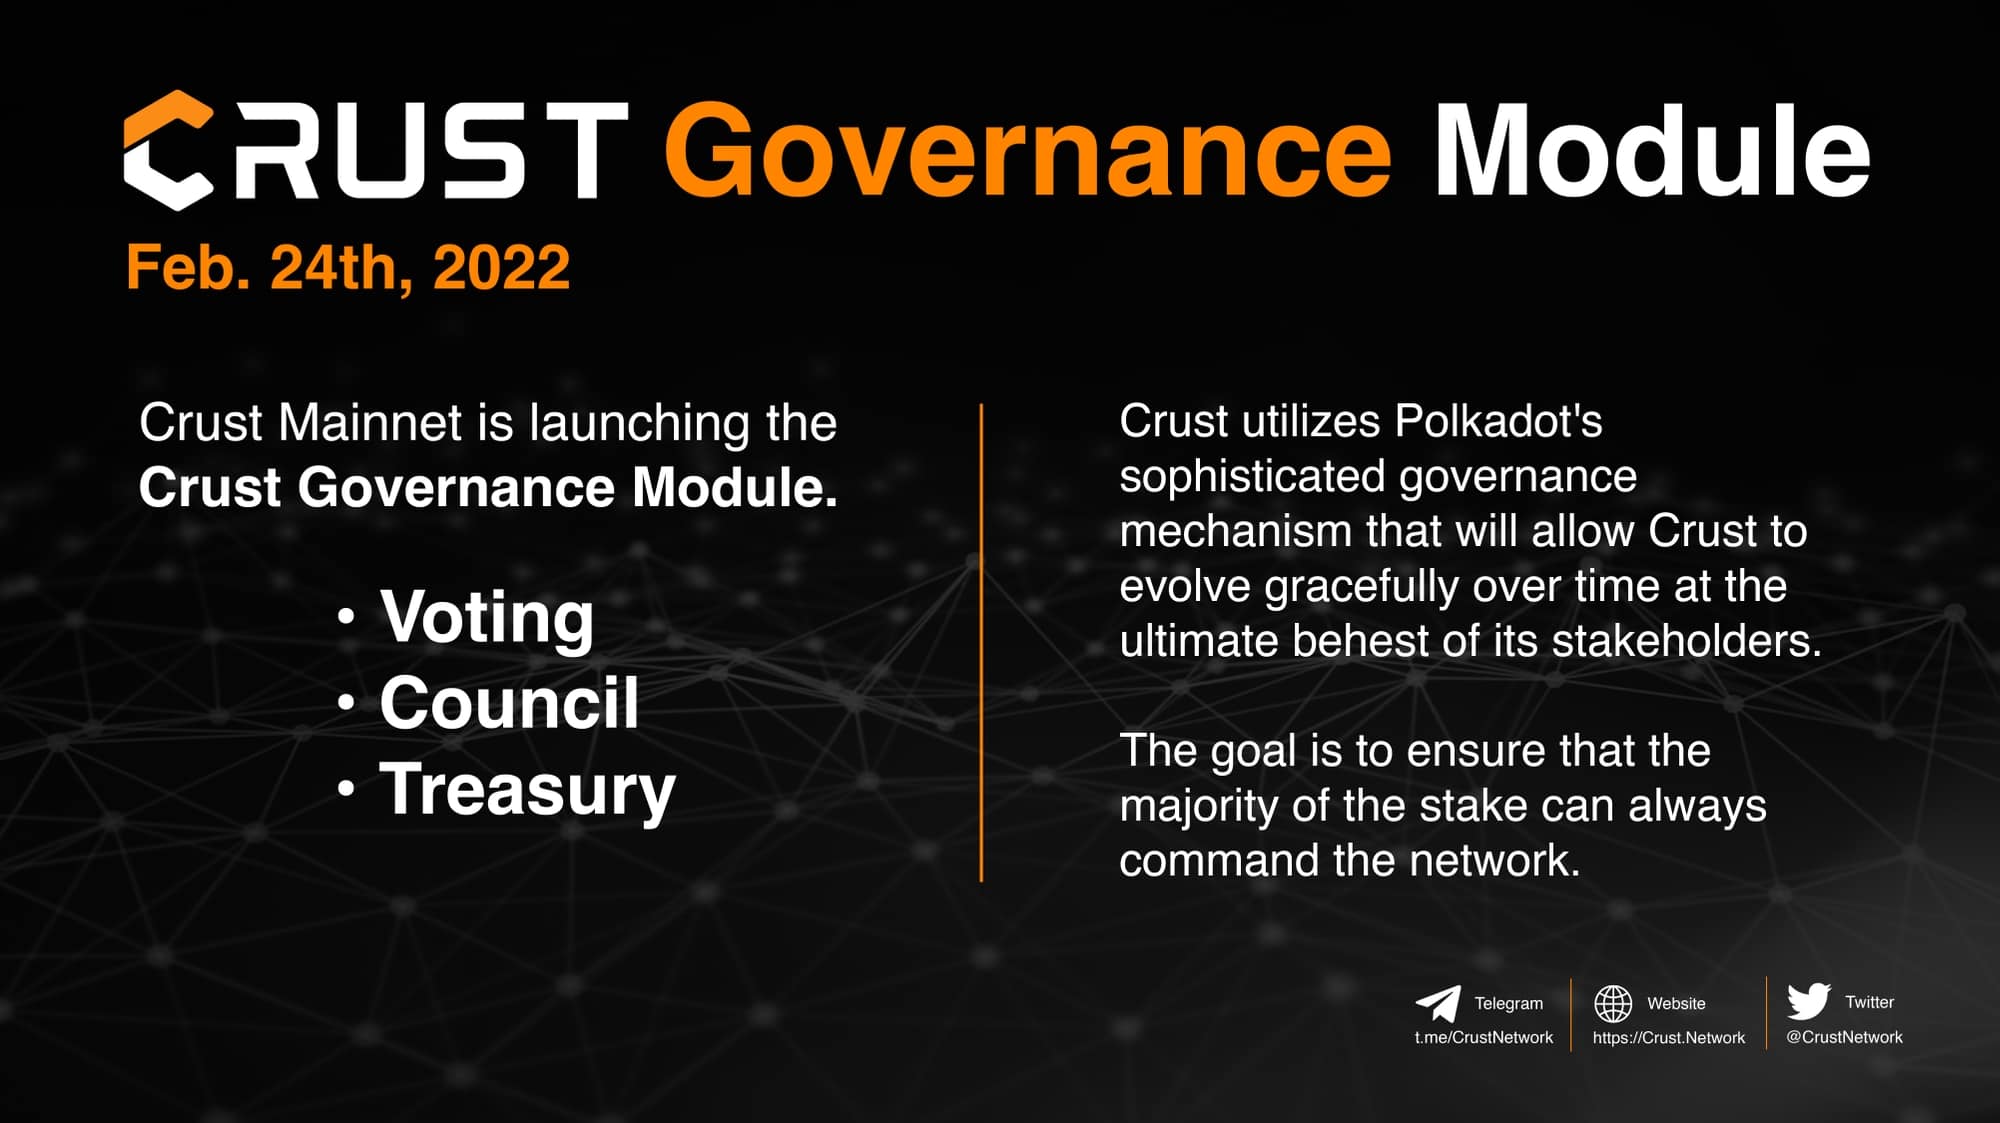 CRUST Governance Module
Feb. 24th, 2022
Crust Mainnet is launching the
Crust Governance Module.
• Voting
• Council
• Treasury
Crust utilizes Polkadot's
sophisticated governance
mechanism that will allow Crust to
evolve gracefully over time at the
ultimate behest of its stakeholders.
The goal is to ensure that the
majority of the stake can always
command the network.
Telegram
t.me/CrustNetwork
Website
https://Crust.Network
Twitter
@CrustNetwork